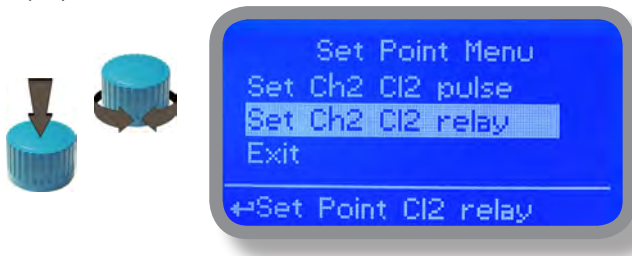 Set Point Menu
Set Ch2 Cl2 pulse
Set Ch2 Cl2 relay
Exit
↩Set Point Cl2 relay